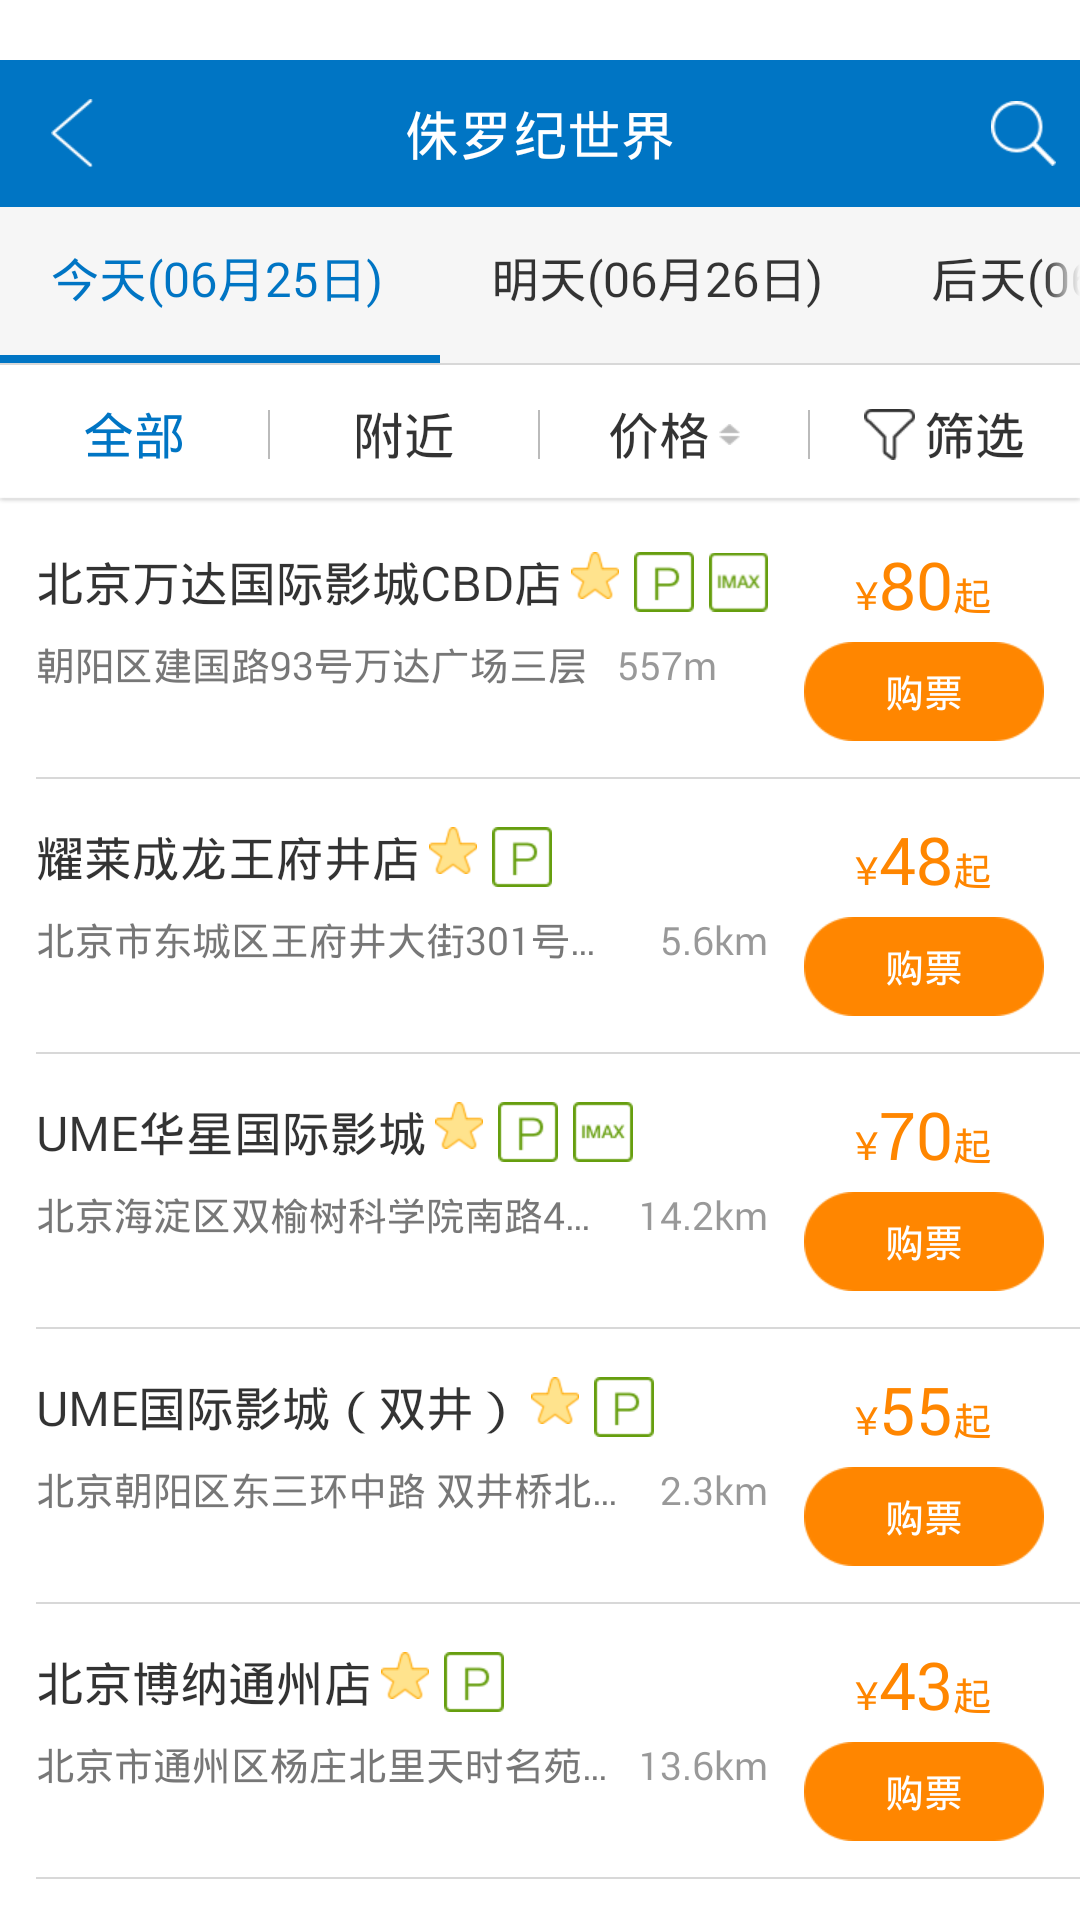 侏罗纪世界
今天(06月25日) 明天(06月26日) 后天(0
全部 附近 价格 筛选
北京万达国际影城CBD店 P IMAX ¥80起
朝阳区建国路93号万达广场三层 557m
购票
耀莱成龙王府井店 P ¥48起
北京市东城区王府井大街301号... 5.6km
购票
UME华星国际影城 P IMAX ¥70起
北京海淀区双榆树科学院南路4... 14.2km
购票
UME国际影城（双井） P ¥55起
北京朝阳区东三环中路 双井桥北... 2.3km
购票
北京博纳通州店 P ¥43起
北京市通州区杨庄北里天时名苑... 13.6km
购票